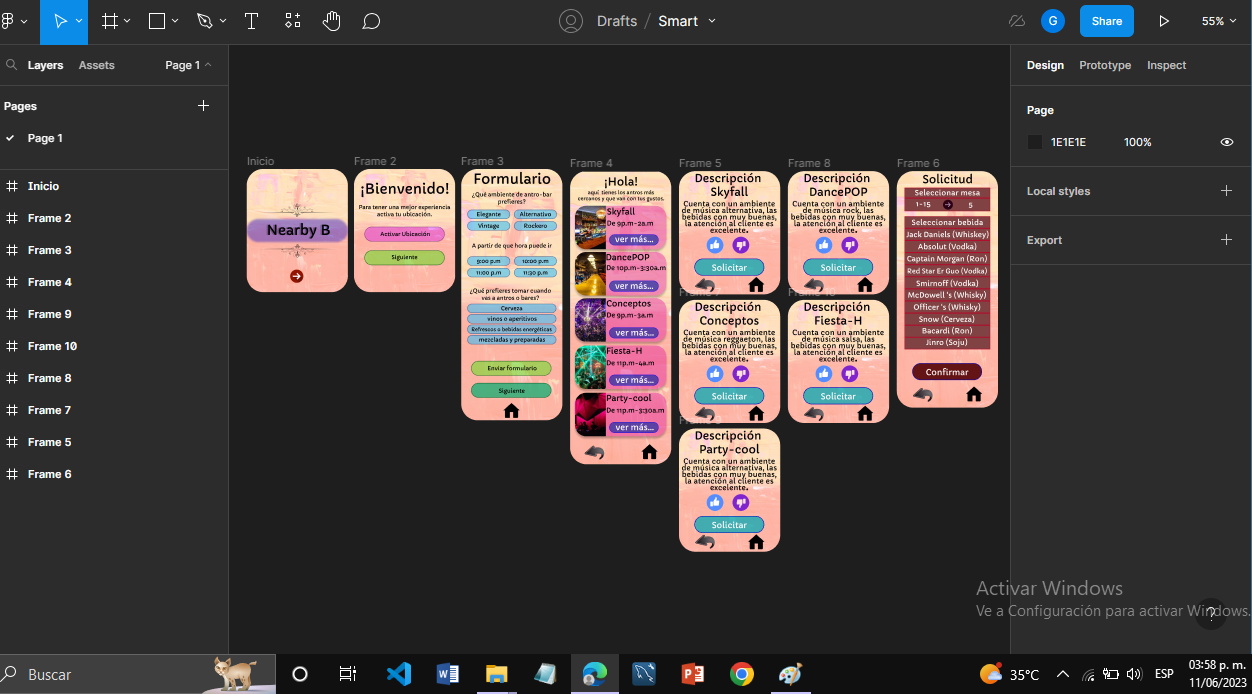 Drafts / Smart
G
Share
55%
Layers
Assets
Page 1
Pages
Page 1
Inicio
Frame 2
Frame 3
Frame 4
Frame 9
Frame 10
Frame 8
Frame 7
Frame 5
Frame 6
Inicio
Nearby B
Frame 2
¡Bienvenido!
Para tener una mejor experiencia
activa tu ubicación.
Activar Ubicación
Siguiente
Frame 3
Formulario
¿Qué ambiente de antro-bar
prefieres?
Elegante Alternativo
Vintage Rockero
A partir de que hora puede ir
9:00 p.m 10:00 p.m
11:00 p.m 11:30 p.m
¿Qué prefieres tomar cuando
vas a antros o bares?
Cerveza
vinos o aperitivos
Refrescos o bebidas energéticas
mezcladas y preparadas
Enviar formulario
Siguiente
Frame 4
¡Hola!
aquí tienes los antros más
cercanos y que van con tus gustos.
Skyfall
De 9p.m-2a.m
ver más...
DancePOP
De 10p.m-3:30a.m
ver más...
Conceptos
De 9p.m-3a.m
ver más...
Fiesta-H
De 11p.m-4a.m
ver más...
Party-cool
De 11p.m-3:30a.m
ver más...
Frame 5
Descripción
Skyfall
Cuenta con un ambiente
de música alternativa, las
bebidas con muy buenas,
la atención al cliente es
excelente.
Solicitar
Descripción
Conceptos
Cuenta con un ambiente
de música reggaeton, las
bebidas con muy buenas,
la atención al cliente es
excelente.
Solicitar
Descripción
Party-cool
Cuenta con un ambiente
de música alternativa, las
bebidas con muy buenas,
la atención al cliente es
excelente.
Solicitar
Frame 8
Descripción
DancePOP
Cuenta con un ambiente
de música rock, las
bebidas con muy buenas,
la atención al cliente es
excelente.
Solicitar
Descripción
Fiesta-H
Cuenta con un ambiente
de música salsa, las
bebidas con muy buenas,
la atención al cliente es
excelente.
Solicitar
Frame 6
Solicitud
Seleccionar mesa
1-15 5
Seleccionar bebida
Jack Daniels (Whiskey)
Absolut (Vodka)
Captain Morgan (Ron)
Red Star Er Guo (Vodka)
Smirnoff (Vodka)
McDowell 's (Whisky)
Officer 's (Whisky)
Snow (Cerveza)
Bacardi (Ron)
Jinro (Soju)
Confirmar
Design
Prototype
Inspect
Page
1E1E1E
100%
Local styles
Export
Activar Windows
Ve a Configuración para activar Windows.
?
Buscar
35°C
ESP
03:58 p. m.
11/06/2023